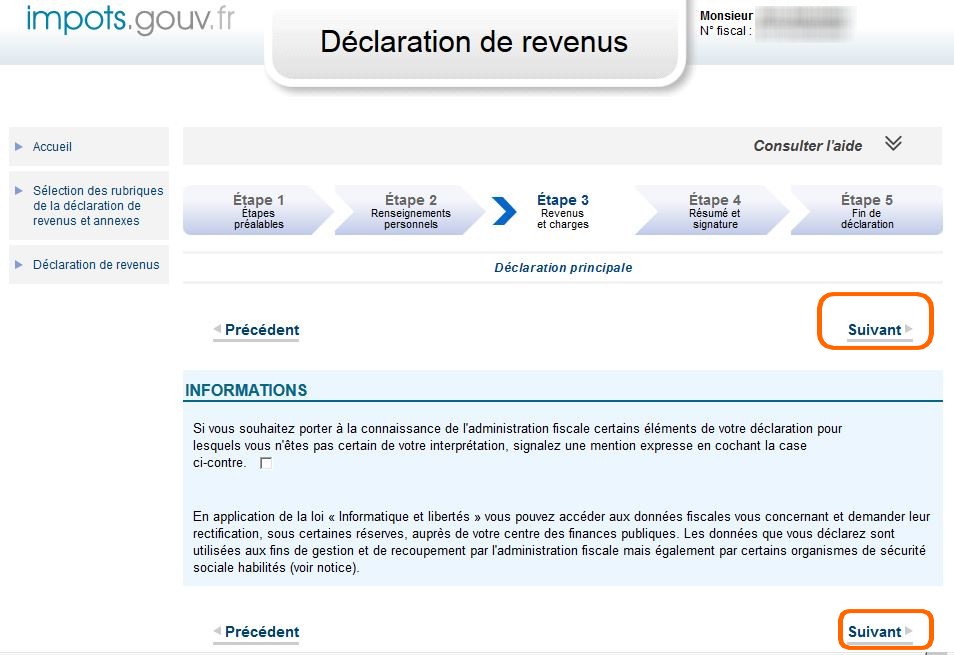 impots.gouv.fr
Déclaration de revenus
Monsieur
N° fiscal :
Accueil
Sélection des rubriques
de la déclaration de
revenus et annexes
Déclaration de revenus
Consulter l'aide
Étape 1
Étapes
préalables
Étape 2
Renseignements
personnels
Étape 3
Revenus
et charges
Étape 4
Résumé et
signature
Étape 5
Fin de
déclaration
Déclaration principale
Précédent
Suivant
INFORMATIONS
Si vous souhaitez porter à la connaissance de l'administration fiscale certains éléments de votre déclaration pour
lesquels vous n'êtes pas certain de votre interprétation, signalez une mention expresse en cochant la case
ci-contre.
En application de la loi « Informatique et libertés » vous pouvez accéder aux données fiscales vous concernant et demander leur
rectification, sous certaines réserves, auprès de votre centre des finances publiques. Les données que vous déclarez sont
utilisées aux fins de gestion et de recoupement par l'administration fiscale mais également par certains organismes de sécurité
sociale habilités (voir notice).
Précédent
Suivant